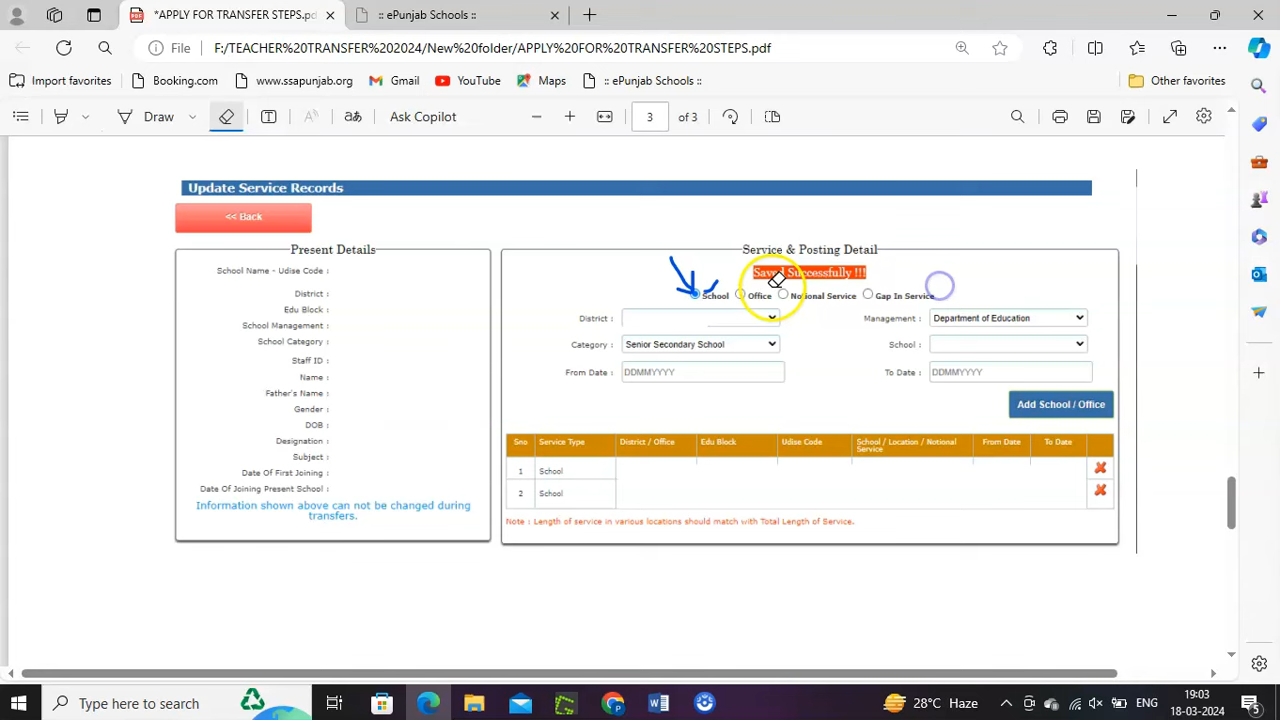 *APPLY FOR TRANSFER STEPS.pd
:: ePunjab Schools ::
File
F:/TEACHER%20TRANSFER%202024/New%20folder/APPLY%20FOR%20TRANSFER%20STEPS.pdf
Import favorites
Booking.com
www.ssapunjab.org
Gmail
YouTube
Maps
:: ePunjab Schools ::
Other favorites
Draw
Ask Copilot
3 of 3
Update Service Records
<< Back
Present Details
School Name - Udise Code :
District :
Edu Block :
School Management :
School Category :
Staff ID :
Name :
Father's Name :
Gender :
DOB :
Designation :
Subject :
Date Of First Joining :
Date Of Joining Present School :
Information shown above can not be changed during
transfers.
Service & Posting Detail
Saved Successfully !!!
School Office Notional Service Gap In Service
District : Management : Department of Education
Category : Senior Secondary School School :
From Date : DDMMYYYY To Date : DDMMYYYY
Add School / Office
Sno Service Type District / Office Edu Block Udise Code School / Location / Notional Service From Date To Date
1 School
2 School
Note : Length of service in various locations should match with Total Length of Service.
Type here to search
28°C Haze
ENG
19:03
18-03-2024
5